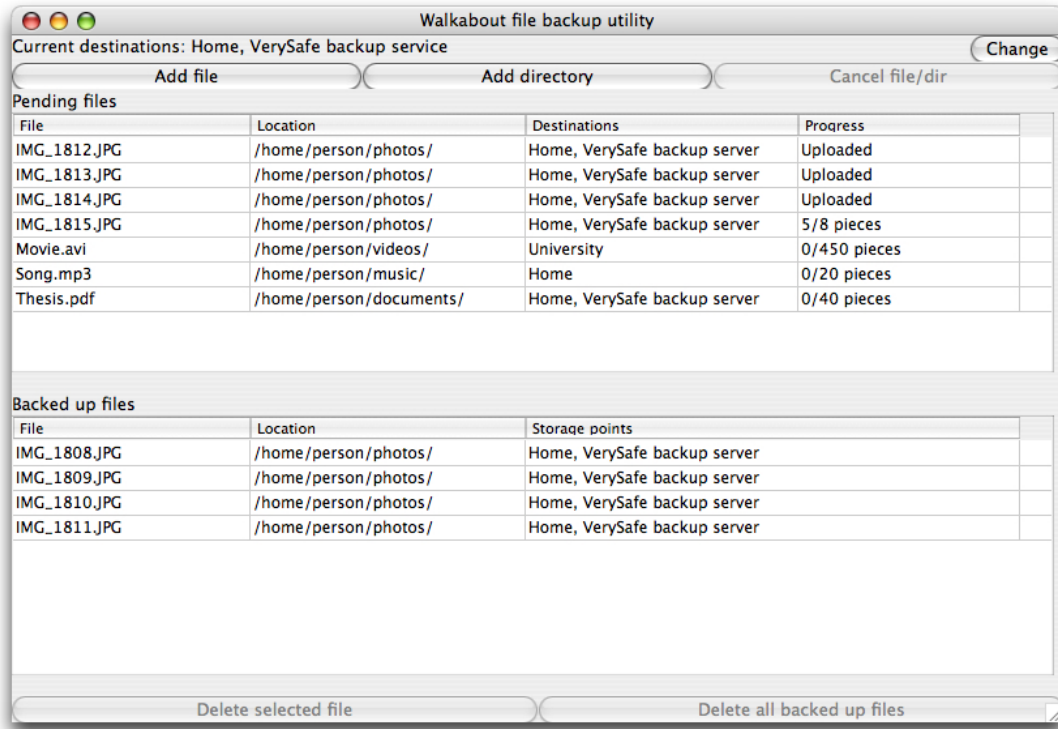 Walkabout file backup utility
Current destinations: Home, VerySafe backup service Change
Add file Add directory Cancel file/dir
Pending files
File Location Destinations Progress
IMG_1812.JPG /home/person/photos/ Home, VerySafe backup server Uploaded
IMG_1813.JPG /home/person/photos/ Home, VerySafe backup server Uploaded
IMG_1814.JPG /home/person/photos/ Home, VerySafe backup server Uploaded
IMG_1815.JPG /home/person/photos/ Home, VerySafe backup server 5/8 pieces
Movie.avi /home/person/videos/ University 0/450 pieces
Song.mp3 /home/person/music/ Home 0/20 pieces
Thesis.pdf /home/person/documents/ Home, VerySafe backup server 0/40 pieces
Backed up files
File Location Storage points
IMG_1808.JPG /home/person/photos/ Home, VerySafe backup server
IMG_1809.JPG /home/person/photos/ Home, VerySafe backup server
IMG_1810.JPG /home/person/photos/ Home, VerySafe backup server
IMG_1811.JPG /home/person/photos/ Home, VerySafe backup server
Delete selected file Delete all backed up files